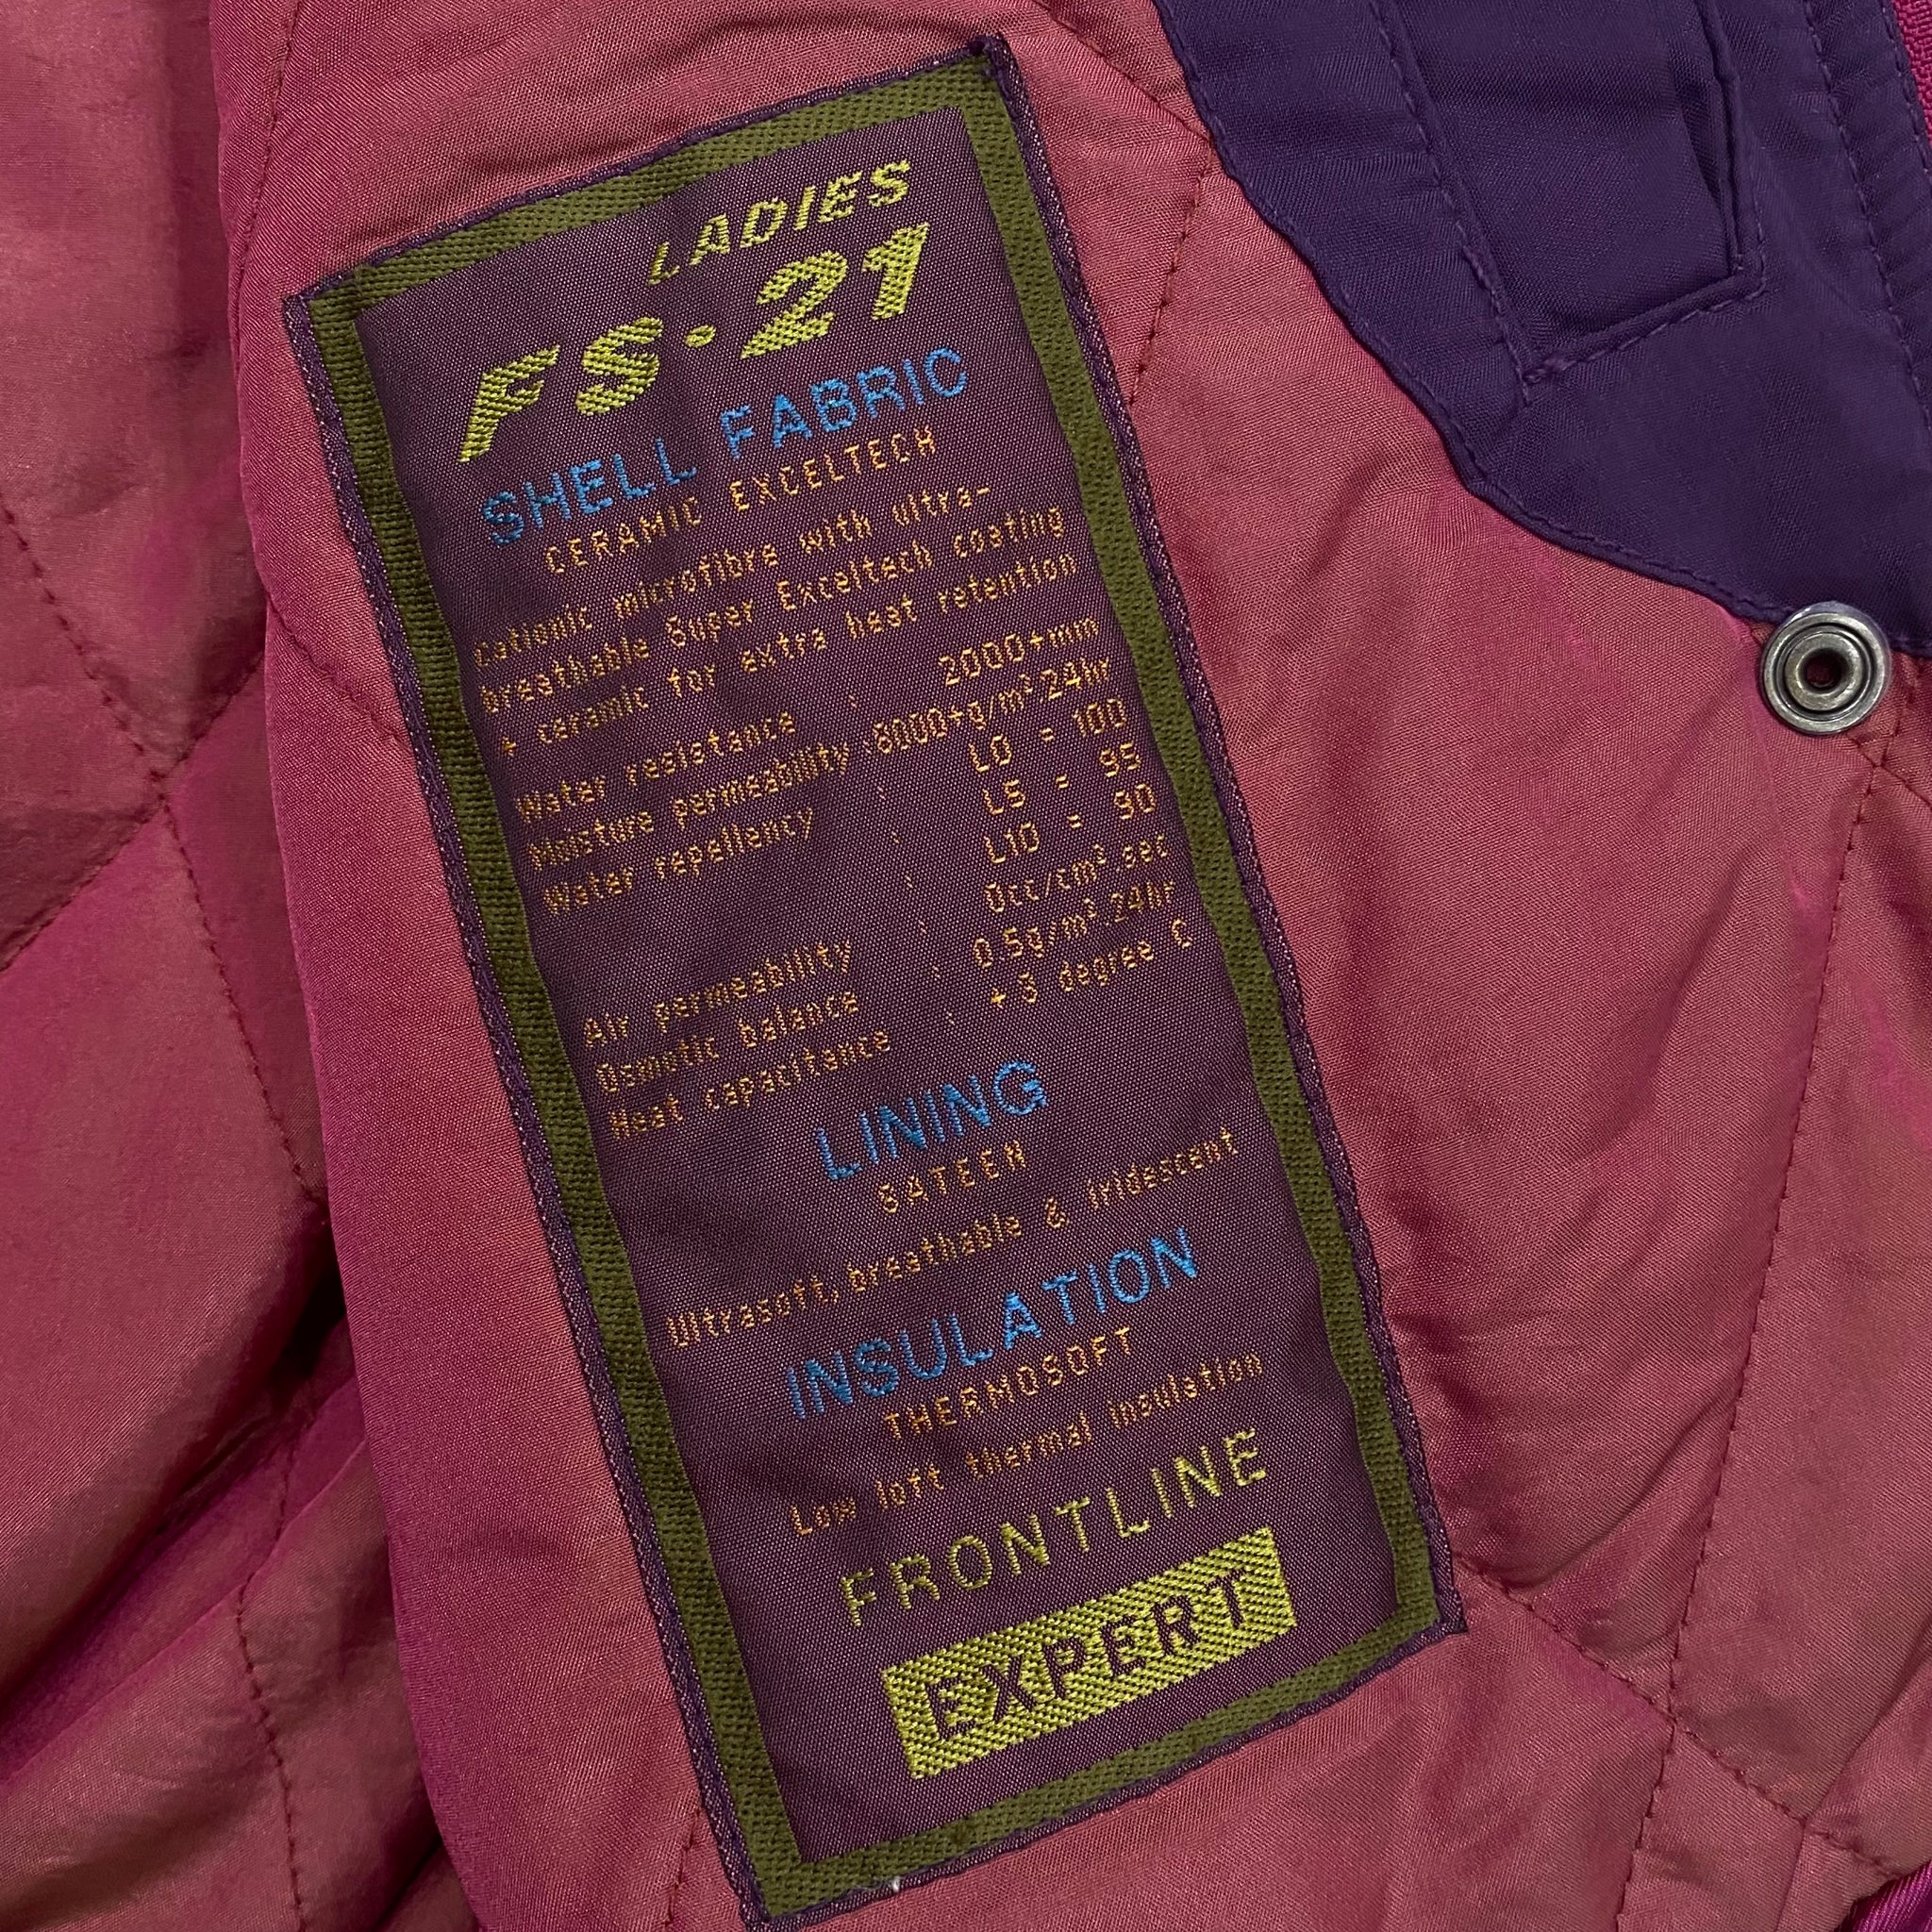 LADIES
FS·21
SHELL FABRIC
CERAMIC EXCELTECH
Cationic microfibre with ultra-
breathable Super Exceltech coating
+ ceramic for extra heat retention
Water resistance : 2000+mm
Moisture permeability : 8000+g/m² 24hr
Water repellency : L0 = 100
L5 = 95
L10 = 90
Air permeability : 0cc/cm².sec
Osmotic balance : 0.5g/m².24hr
Heat capacitance : +3 degree C
LINING
SATEEN
Ultrasoft, breathable & iridescent
INSULATION
THERMOSOFT
Low loft thermal insulation
FRONTLINE
EXPERT